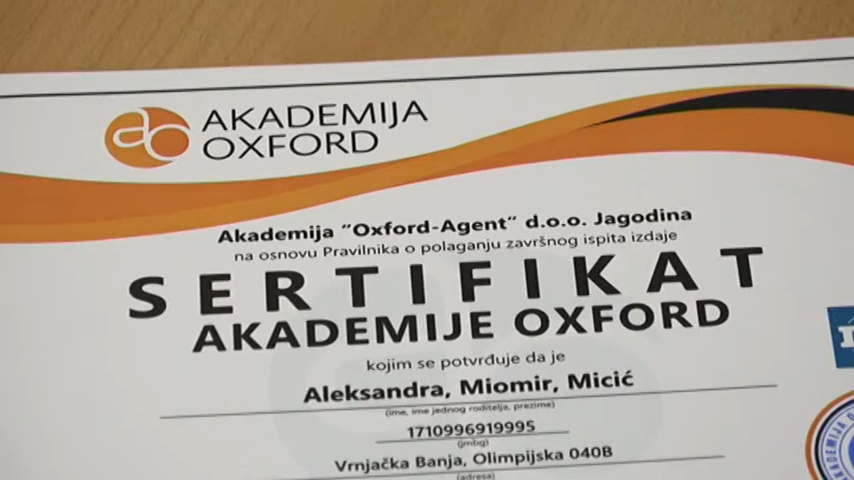 AKADEMIJA
OXFORD
Akademija "Oxford-Agent" d.o.o. Jagodina
na osnovu Pravilnika o polaganju završnog ispita izdaje
SERTIFIKAT
AKADEMIJE OXFORD
kojim se potvrđuje da je
Aleksandra, Miomir, Micić
(ime, ime jednog roditelja, prezime)
1710996919995
(jmbg)
Vrnjačka Banja, Olimpijska 040B
(adresa)